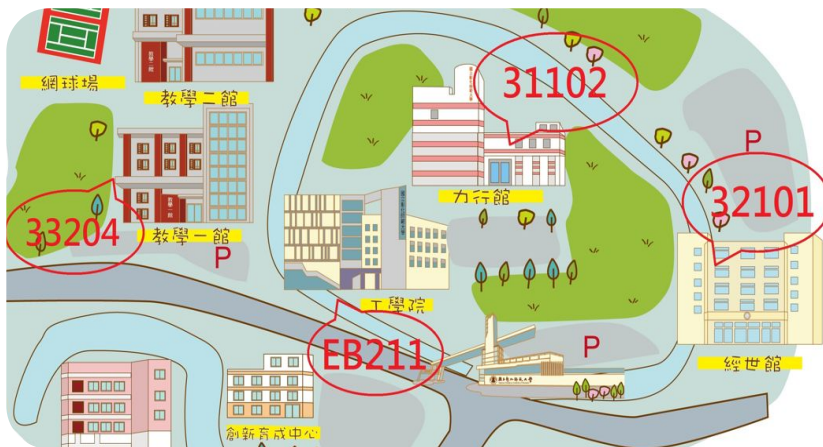 網球場
教學二館
31102
P
力行館
32101
33204
教學一館
P
工學院
EB211
P
經世館
創新育成中心